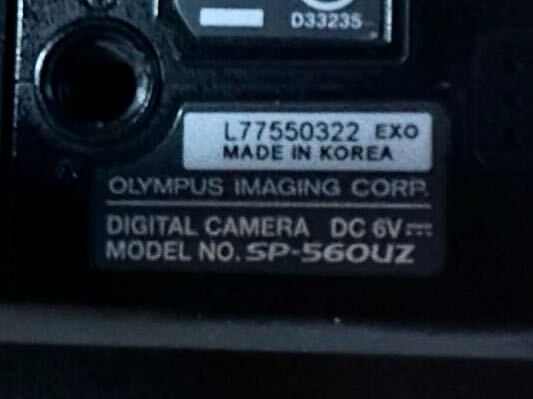 D33235
L77550322 EXO
MADE IN KOREA
OLYMPUS IMAGING CORP.
DIGITAL CAMERA DC 6V⎓
MODEL NO. SP-560UZ